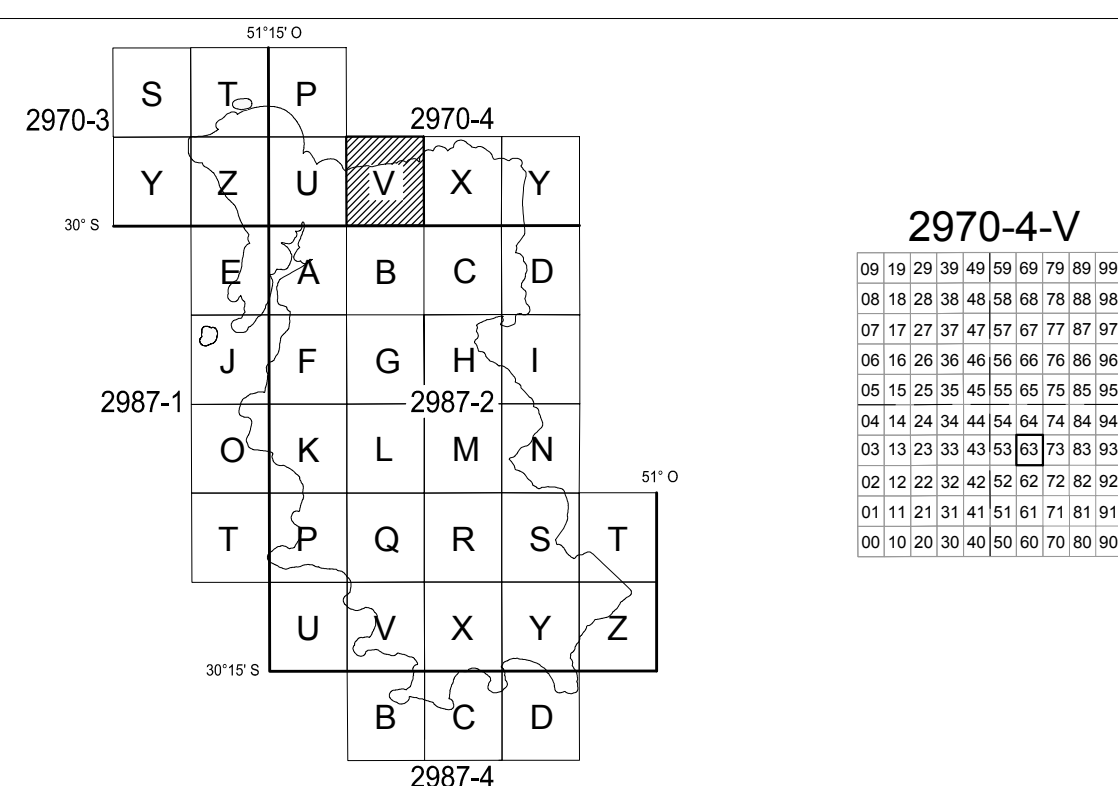 51°15' O
S T P
2970-3 2970-4
Y Z U V X Y
30° S
E A B C D
J F G H I
2987-1 2987-2
O K L M N
51° O
T P Q R S T
U V X Y Z
30°15' S
B C D
2987-4
2970-4-V
09 19 29 39 49 59 69 79 89 99
08 18 28 38 48 58 68 78 88 98
07 17 27 37 47 57 67 77 87 97
06 16 26 36 46 56 66 76 86 96
05 15 25 35 45 55 65 75 85 95
04 14 24 34 44 54 64 74 84 94
03 13 23 33 43 53 63 73 83 93
02 12 22 32 42 52 62 72 82 92
01 11 21 31 41 51 61 71 81 91
00 10 20 30 40 50 60 70 80 90